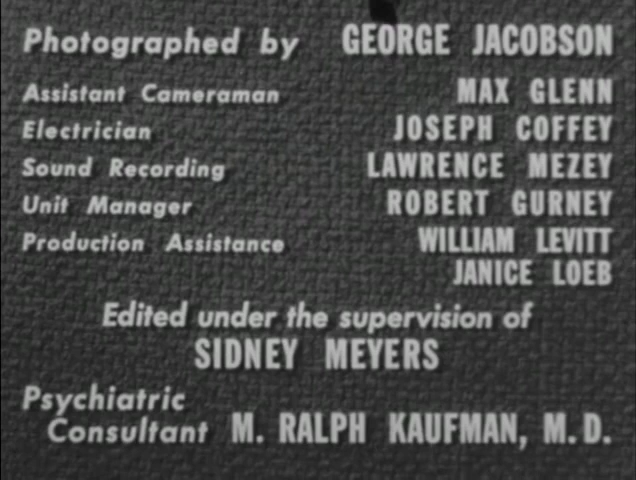 Photographed by GEORGE JACOBSON
Assistant Cameraman MAX GLENN
Electrician JOSEPH COFFEY
Sound Recording LAWRENCE MEZEY
Unit Manager ROBERT GURNEY
Production Assistance WILLIAM LEVITT
JANICE LOEB
Edited under the supervision of
SIDNEY MEYERS
Psychiatric
Consultant M. RALPH KAUFMAN, M.D.